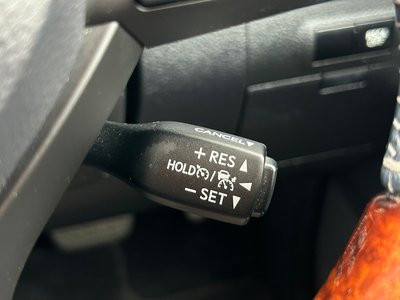 CANCEL▼
+ RES ▲
HOLD /
− SET ▼